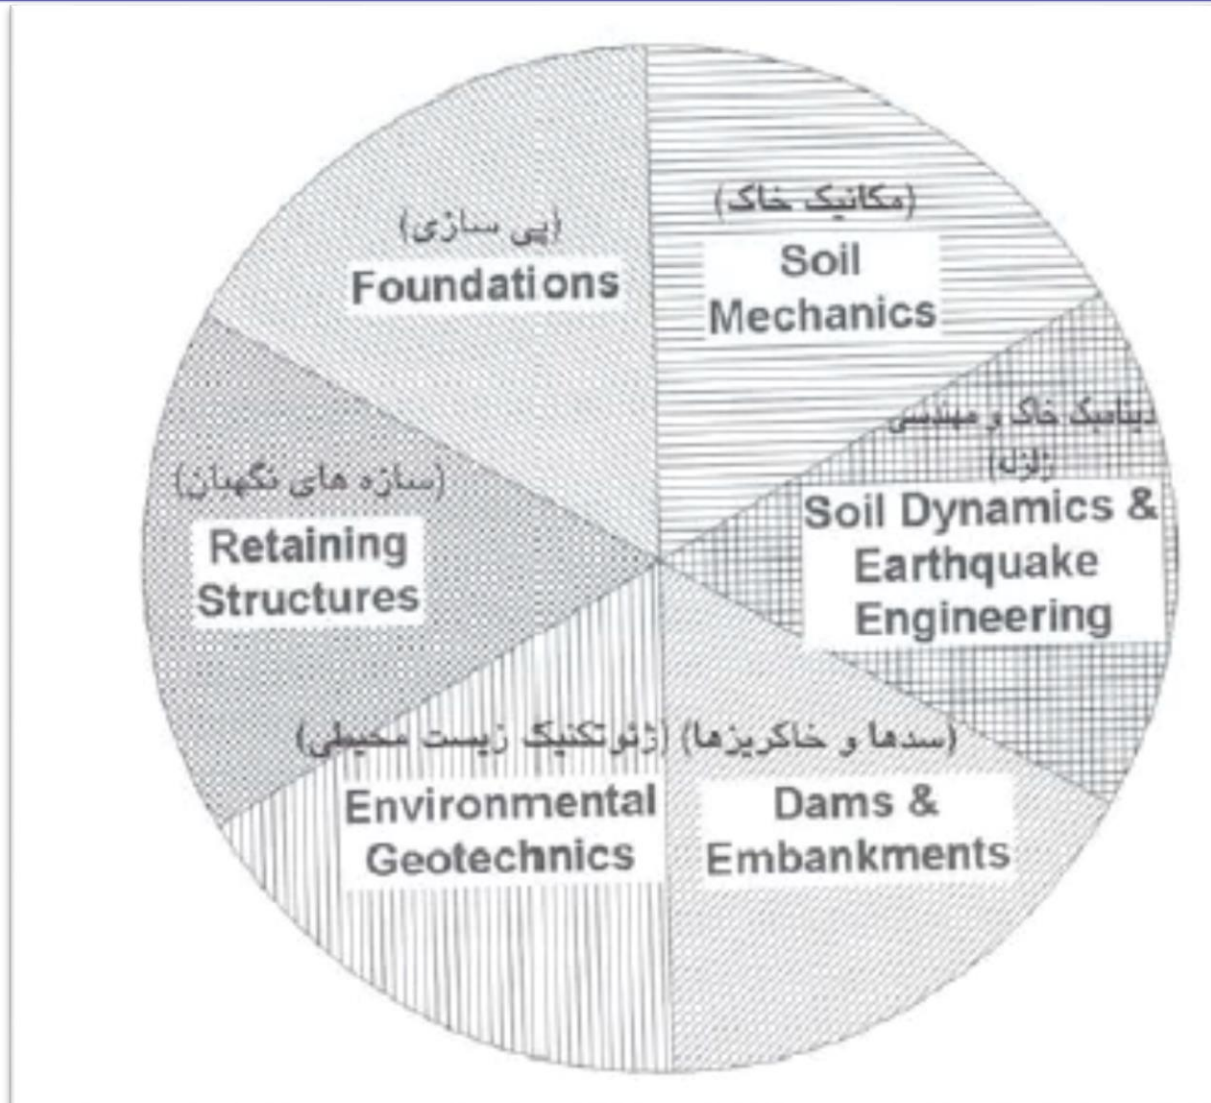 (مکانیک خاک)
Soil
Mechanics
دینامیک خاک و مهندسی
زلزله)
Soil Dynamics &
Earthquake
Engineering
(سدها و خاکریزها)
Dams &
Embankments
(ژئوتکنیک زیست محیطی)
Environmental
Geotechnics
(سازه های نگهبان)
Retaining
Structures
(پی سازی)
Foundations